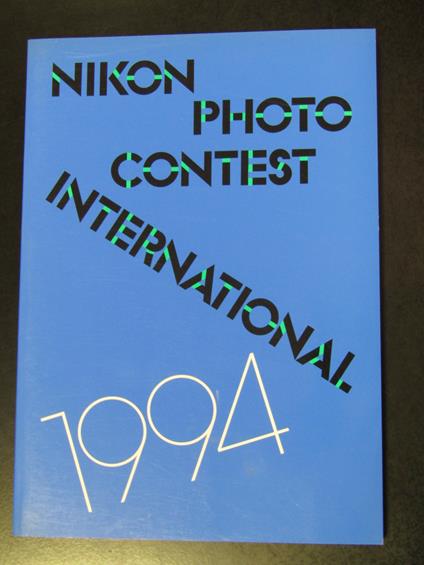 NIKON
PHOTO
CONTEST
INTERNATIONAL
1994